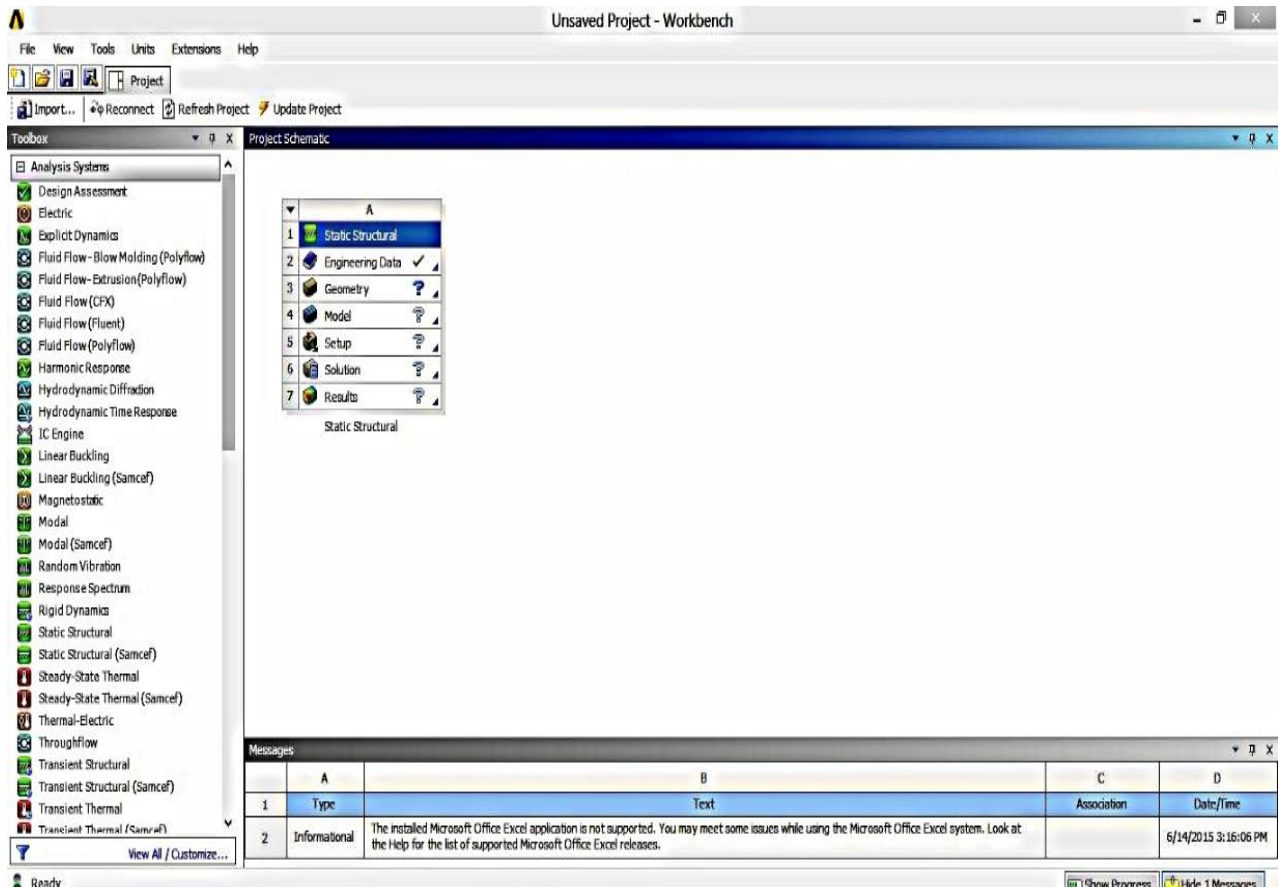 Unsaved Project - Workbench
File View Tools Units Extensions Help
Project
Import... Reconnect Refresh Project Update Project
Toolbox
Project Schematic
Analysis Systems
Design Assessment
Electric
Explicit Dynamics
Fluid Flow-Blow Molding (Polyflow)
Fluid Flow-Extrusion(Polyflow)
Fluid Flow(CFX)
Fluid Flow(Fluent)
Fluid Flow(Polyflow)
Harmonic Response
Hydrodynamic Diffraction
Hydrodynamic Time Response
IC Engine
Linear Buckling
Linear Buckling (Samcef)
Magnetostatic
Modal
Modal (Samcef)
Random Vibration
Response Spectrum
Rigid Dynamics
Static Structural
Static Structural (Samcef)
Steady-State Thermal
Steady-State Thermal (Samcef)
Thermal-Electric
Throughflow
Transient Structural
Transient Structural (Samcef)
Transient Thermal
Transient Thermal (Samcef)
View All / Customize...
A
1 Static Structural
2 Engineering Data
3 Geometry ?
4 Model ?
5 Setup ?
6 Solution ?
7 Results ?
Static Structural
Messages
A B C D
1 Type Text Association Date/Time
2 Informational The installed Microsoft Office Excel application is not supported. You may meet some issues while using the Microsoft Office Excel system. Look at
the Help for the list of supported Microsoft Office Excel releases. 6/14/2015 3:16:06 PM
Ready
Show Progress Hide 1 Messages